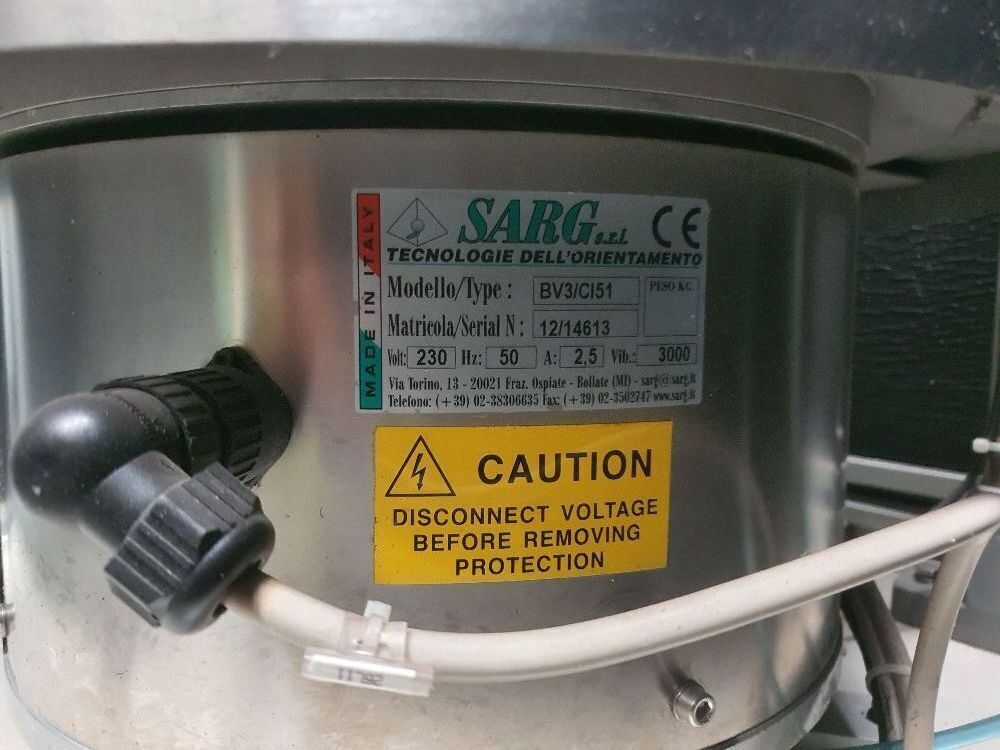 MADE IN ITALY
SARG s.r.l. CE
TECNOLOGIE DELL'ORIENTAMENTO
Modello/Type : BV3/CI51 PESO KG.
Matricola/Serial N : 12/14613
Volt: 230 Hz: 50 A: 2,5 Vib.: 3000
Via Torino, 13 - 20021 Fraz. Ospiate - Bollate (MI) - sarg@sarg.it
Telefono: (+39) 02-38306635 Fax: (+39) 02-3502747 www.sarg.it
CAUTION
DISCONNECT VOLTAGE
BEFORE REMOVING
PROTECTION